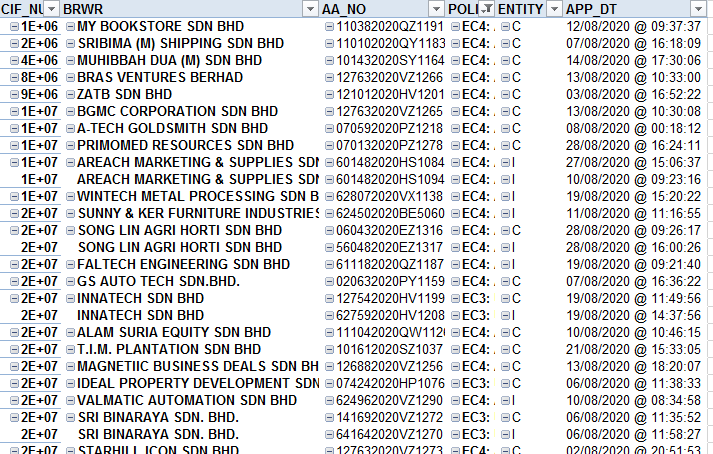 CIF_NU BRWR AA_NO POLI ENTITY APP_DT
1E+06 MY BOOKSTORE SDN BHD 110382020QZ1191 EC4: C 12/08/2020 @ 09:37:37
2E+06 SRIBIMA (M) SHIPPING SDN BHD 110102020QY1183 EC4: C 07/08/2020 @ 16:18:09
4E+06 MUHIBBAH DUA (M) SDN BHD 101432020SY1164 EC4: C 14/08/2020 @ 17:30:06
8E+06 BRAS VENTURES BERHAD 127632020VZ1266 EC4: C 13/08/2020 @ 10:33:00
9E+06 ZATB SDN BHD 121012020HV1201 EC4: C 03/08/2020 @ 16:52:22
1E+07 BGMC CORPORATION SDN BHD 127632020VZ1265 EC4: C 13/08/2020 @ 10:30:08
1E+07 A-TECH GOLDSMITH SDN BHD 070592020PZ1218 EC4: C 08/08/2020 @ 00:18:12
1E+07 PRIMOMED RESOURCES SDN BHD 070132020PZ1278 EC4: C 28/08/2020 @ 16:24:11
1E+07 AREACH MARKETING & SUPPLIES SDN 601482020HS1084 EC4: I 27/08/2020 @ 15:06:37
1E+07 AREACH MARKETING & SUPPLIES SDN 601482020HS1094 EC4: I 10/08/2020 @ 09:23:16
1E+07 WINTECH METAL PROCESSING SDN B 628072020VX1138 EC4: I 19/08/2020 @ 15:20:22
2E+07 SUNNY & KER FURNITURE INDUSTRIES 624502020BE5060 EC4: I 11/08/2020 @ 11:16:55
2E+07 SONG LIN AGRI HORTI SDN BHD 060432020EZ1316 EC4: C 28/08/2020 @ 09:26:17
2E+07 SONG LIN AGRI HORTI SDN BHD 560482020EZ1317 EC4: I 28/08/2020 @ 16:00:26
2E+07 FALTECH ENGINEERING SDN BHD 611182020QZ1187 EC4: I 19/08/2020 @ 09:21:40
2E+07 GS AUTO TECH SDN.BHD. 020632020PY1159 EC4: C 07/08/2020 @ 16:36:22
2E+07 INNATECH SDN BHD 127542020HV1199 EC3: C 19/08/2020 @ 11:49:56
2E+07 INNATECH SDN BHD 627592020HV1208 EC3: I 19/08/2020 @ 14:37:56
2E+07 ALAM SURIA EQUITY SDN BHD 111042020QW1120 EC4: C 10/08/2020 @ 10:46:15
2E+07 T.I.M. PLANTATION SDN BHD 101612020SZ1037 EC4: C 21/08/2020 @ 15:33:05
2E+07 MAGNETIIC BUSINESS DEALS SDN BH 126882020VZ1256 EC4: C 13/08/2020 @ 18:20:07
2E+07 IDEAL PROPERTY DEVELOPMENT SDN 074242020HP1076 EC3: C 06/08/2020 @ 11:38:33
2E+07 VALMATIC AUTOMATION SDN BHD 624962020VZ1290 EC4: I 10/08/2020 @ 08:34:58
2E+07 SRI BINARAYA SDN. BHD. 141692020VZ1272 EC3: C 06/08/2020 @ 11:35:52
2E+07 SRI BINARAYA SDN. BHD. 641642020VZ1270 EC3: I 06/08/2020 @ 11:58:27
2E+07 STARHILL ICON SDN BHD 127632020VZ1273 EC4: C 02/08/2020 @ 20:51:53